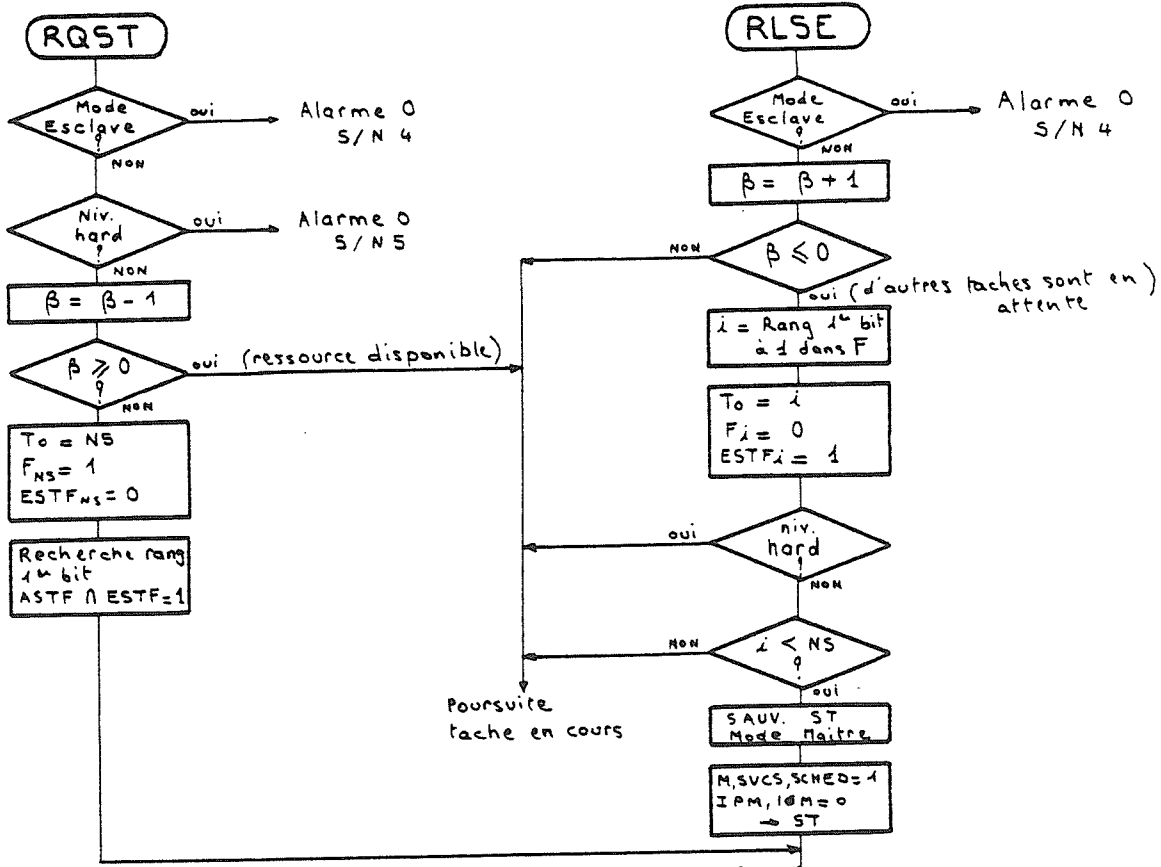 RQST
Mode
Esclave
?
oui
Alarme 0
S/N 4
NON
Niv.
hard
?
oui
Alarme 0
S/N 5
NON
β = β - 1
β ⩾ 0
?
oui (ressource disponible)
NON
To = NS
F_NS = 1
ESTF_NS = 0
Recherche rang
1er bit
ASTF ∩ ESTF = 1
RLSE
Mode
Esclave
?
oui
Alarme 0
S/N 4
NON
β = β + 1
β ⩽ 0
NON
oui (d'autres taches sont en)
attente
i = Rang 1er bit
à 1 dans F
To = i
Fi = 0
ESTFi = 1
niv.
hard
?
oui
NON
i < NS
?
NON
oui
Poursuite
tache en cours
SAUV. ST
Mode Maitre
M,SVCS,SCHED=1
IPM, =0
→ ST